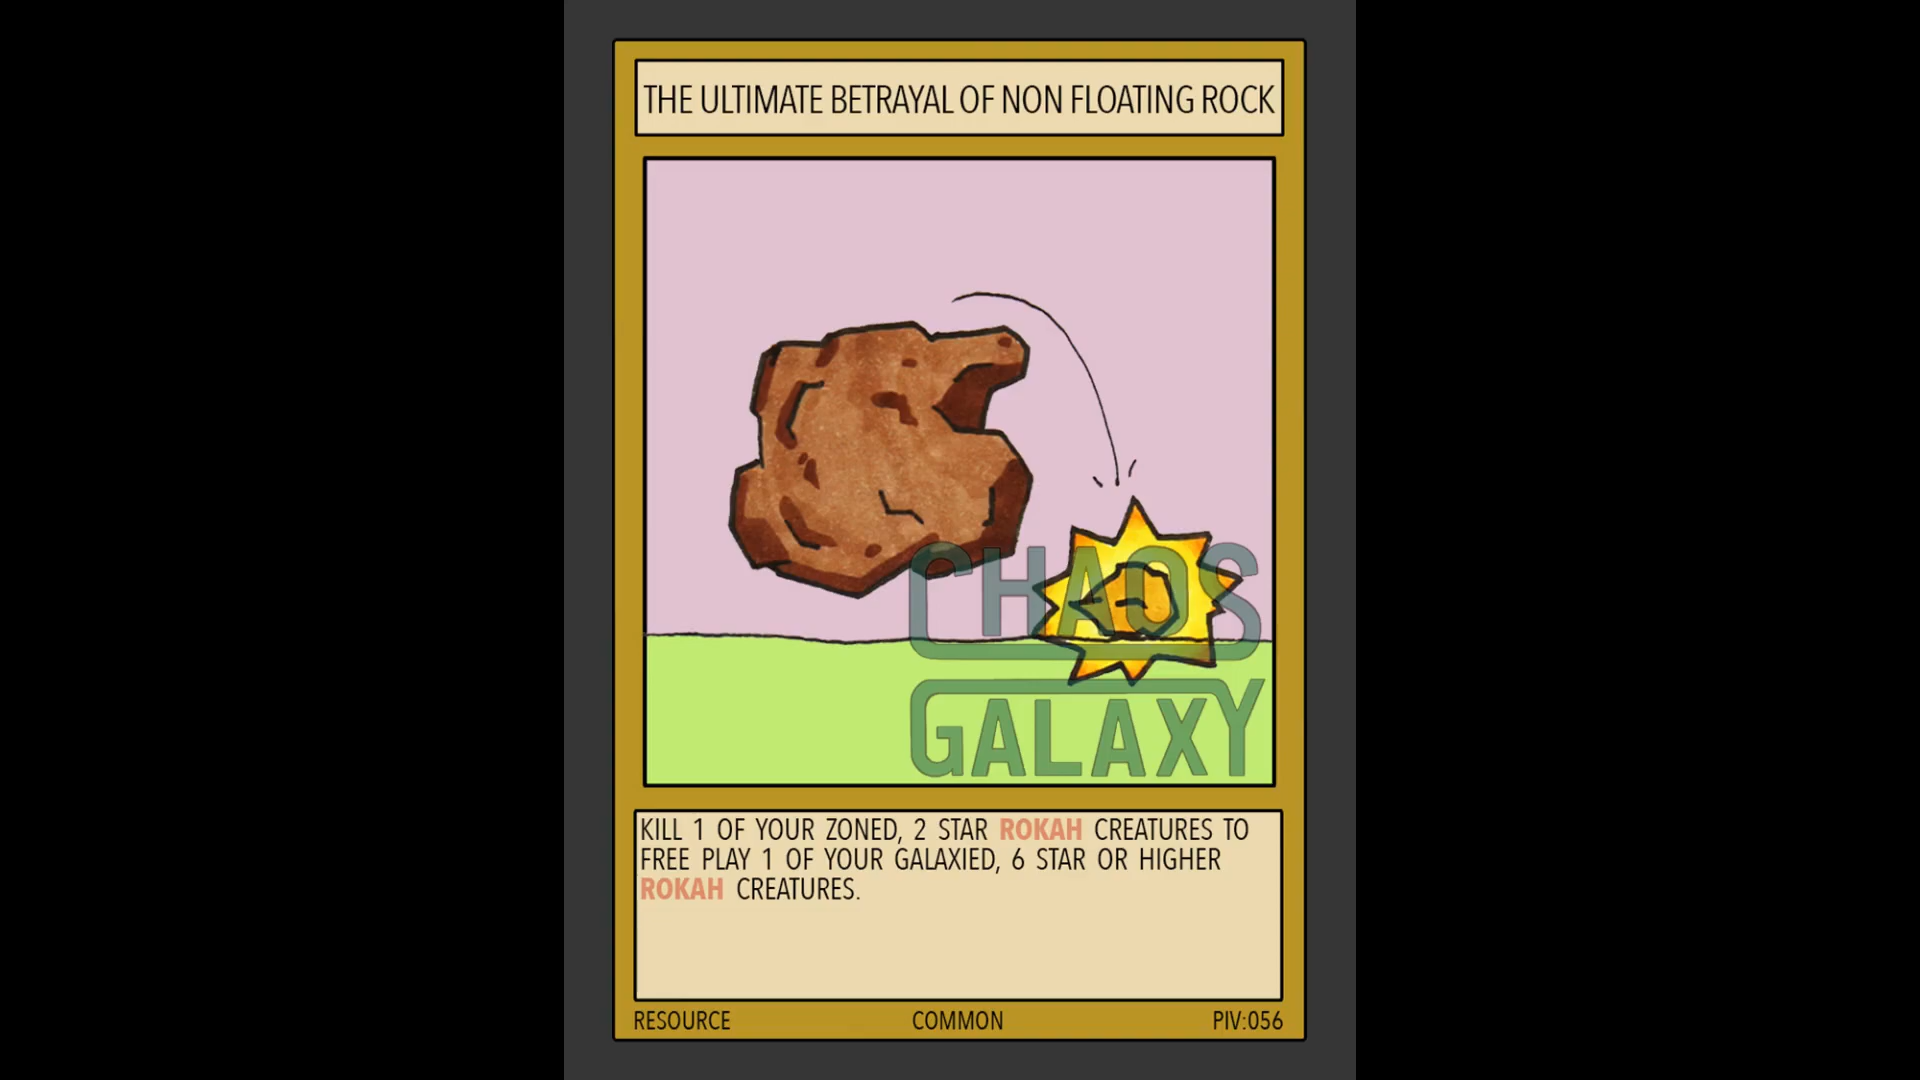 THE ULTIMATE BETRAYAL OF NON FLOATING ROCK
CHAOS
GALAXY
KILL 1 OF YOUR ZONED, 2 STAR ROKAH CREATURES TO
FREE PLAY 1 OF YOUR GALAXIED, 6 STAR OR HIGHER
ROKAH CREATURES.
RESOURCE COMMON PIV:056